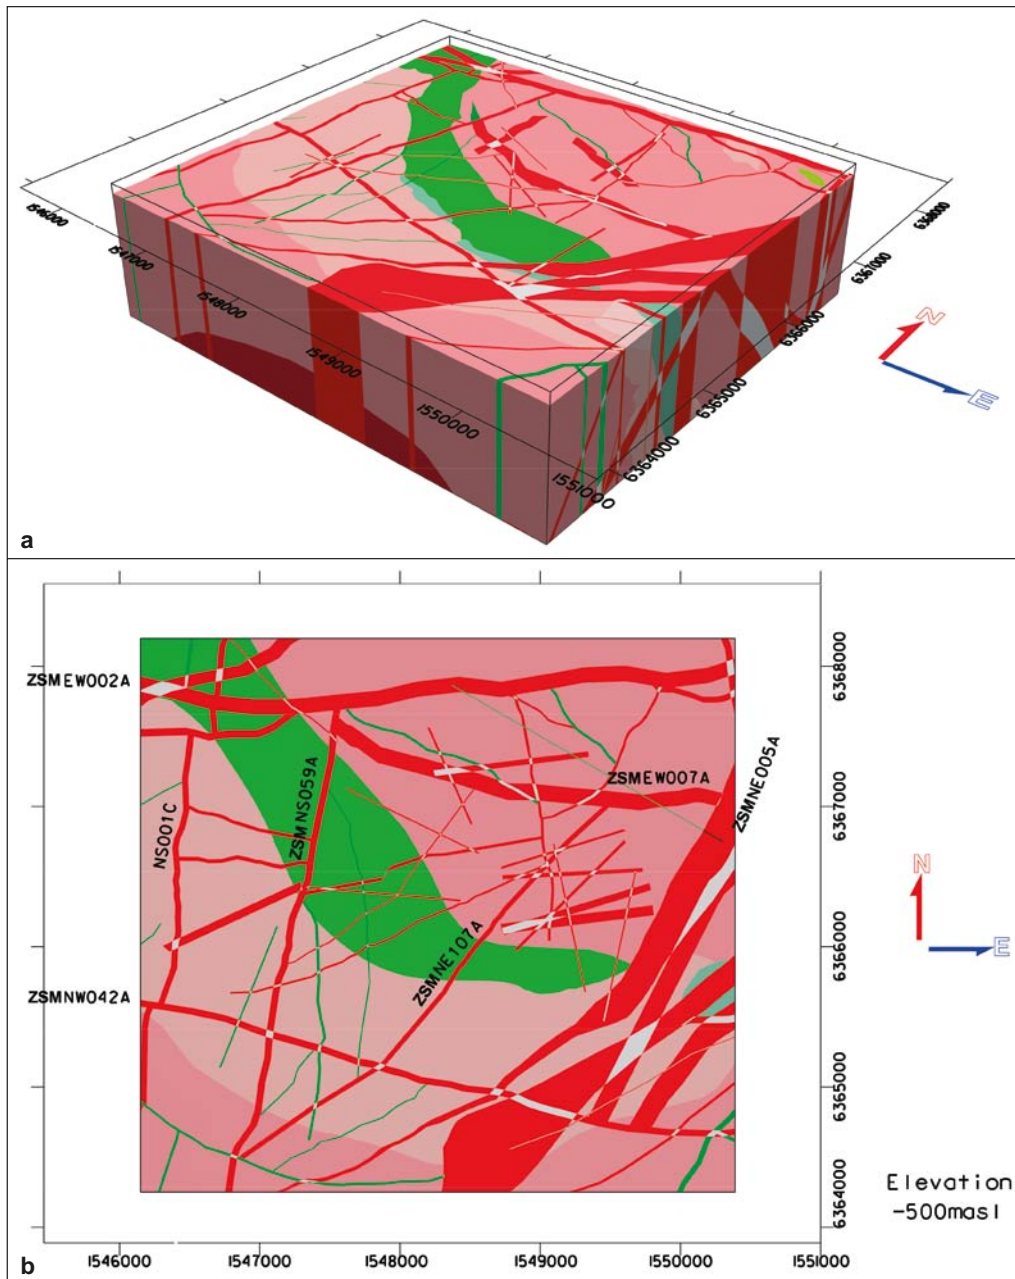 1546000
1547000
1548000
1549000
1550000
1551000
6364000
6365000
6366000
6367000
6368000
N
E
a
ZSMEW002A
NS001C
ZSMNS059A
ZSMEW007A
ZSMNE005A
ZSMNE107A
ZSMNW042A
6368000
6367000
6366000
6365000
6364000
N
E
Elevation
-500masl
b
1546000 1547000 1548000 1549000 1550000 1551000